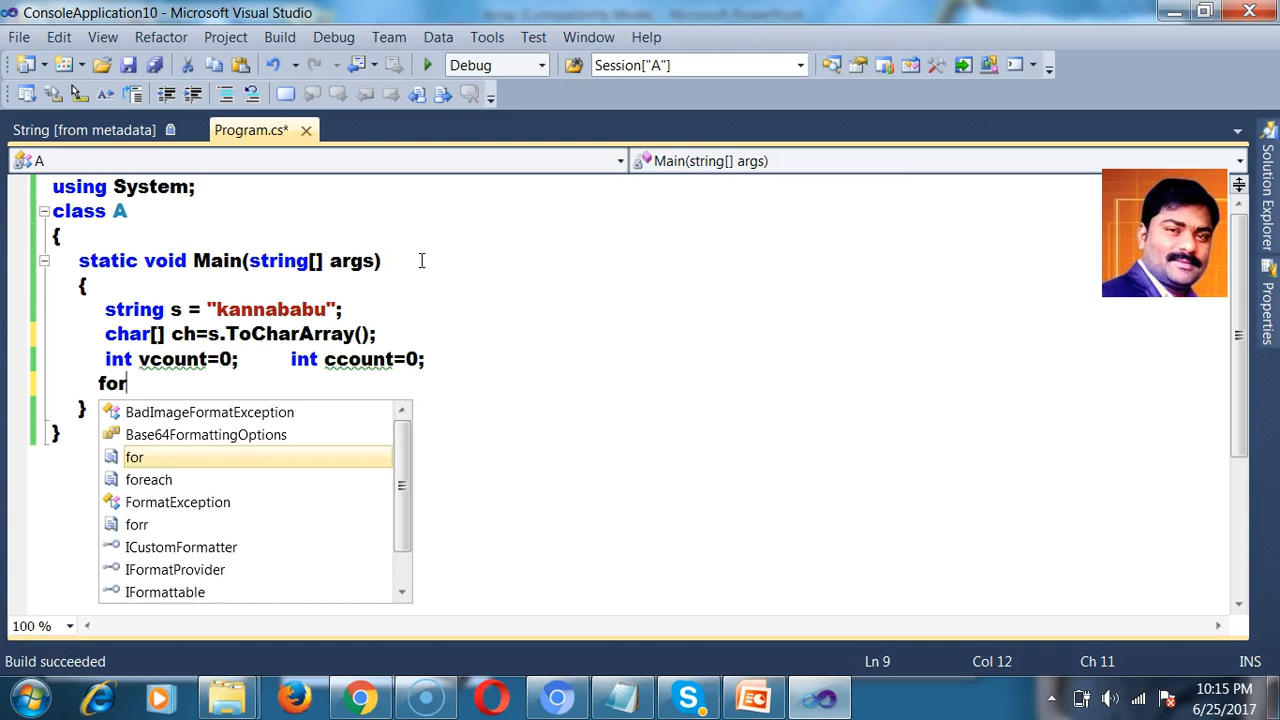 ConsoleApplication10 - Microsoft Visual Studio
File Edit View Refactor Project Build Debug Team Data Tools Test Window Help
Debug Session["A"]
String [from metadata] Program.cs*
A Main(string[] args)
using System;
class A
{
static void Main(string[] args)
{
string s = "kannababu";
char[] ch=s.ToCharArray();
int vcount=0; int ccount=0;
for
}
}
BadImageFormatException
Base64FormattingOptions
for
foreach
FormatException
forr
ICustomFormatter
IFormatProvider
IFormattable
Solution Explorer
Properties
100 %
Build succeeded Ln 9 Col 12 Ch 11 INS
10:15 PM
6/25/2017